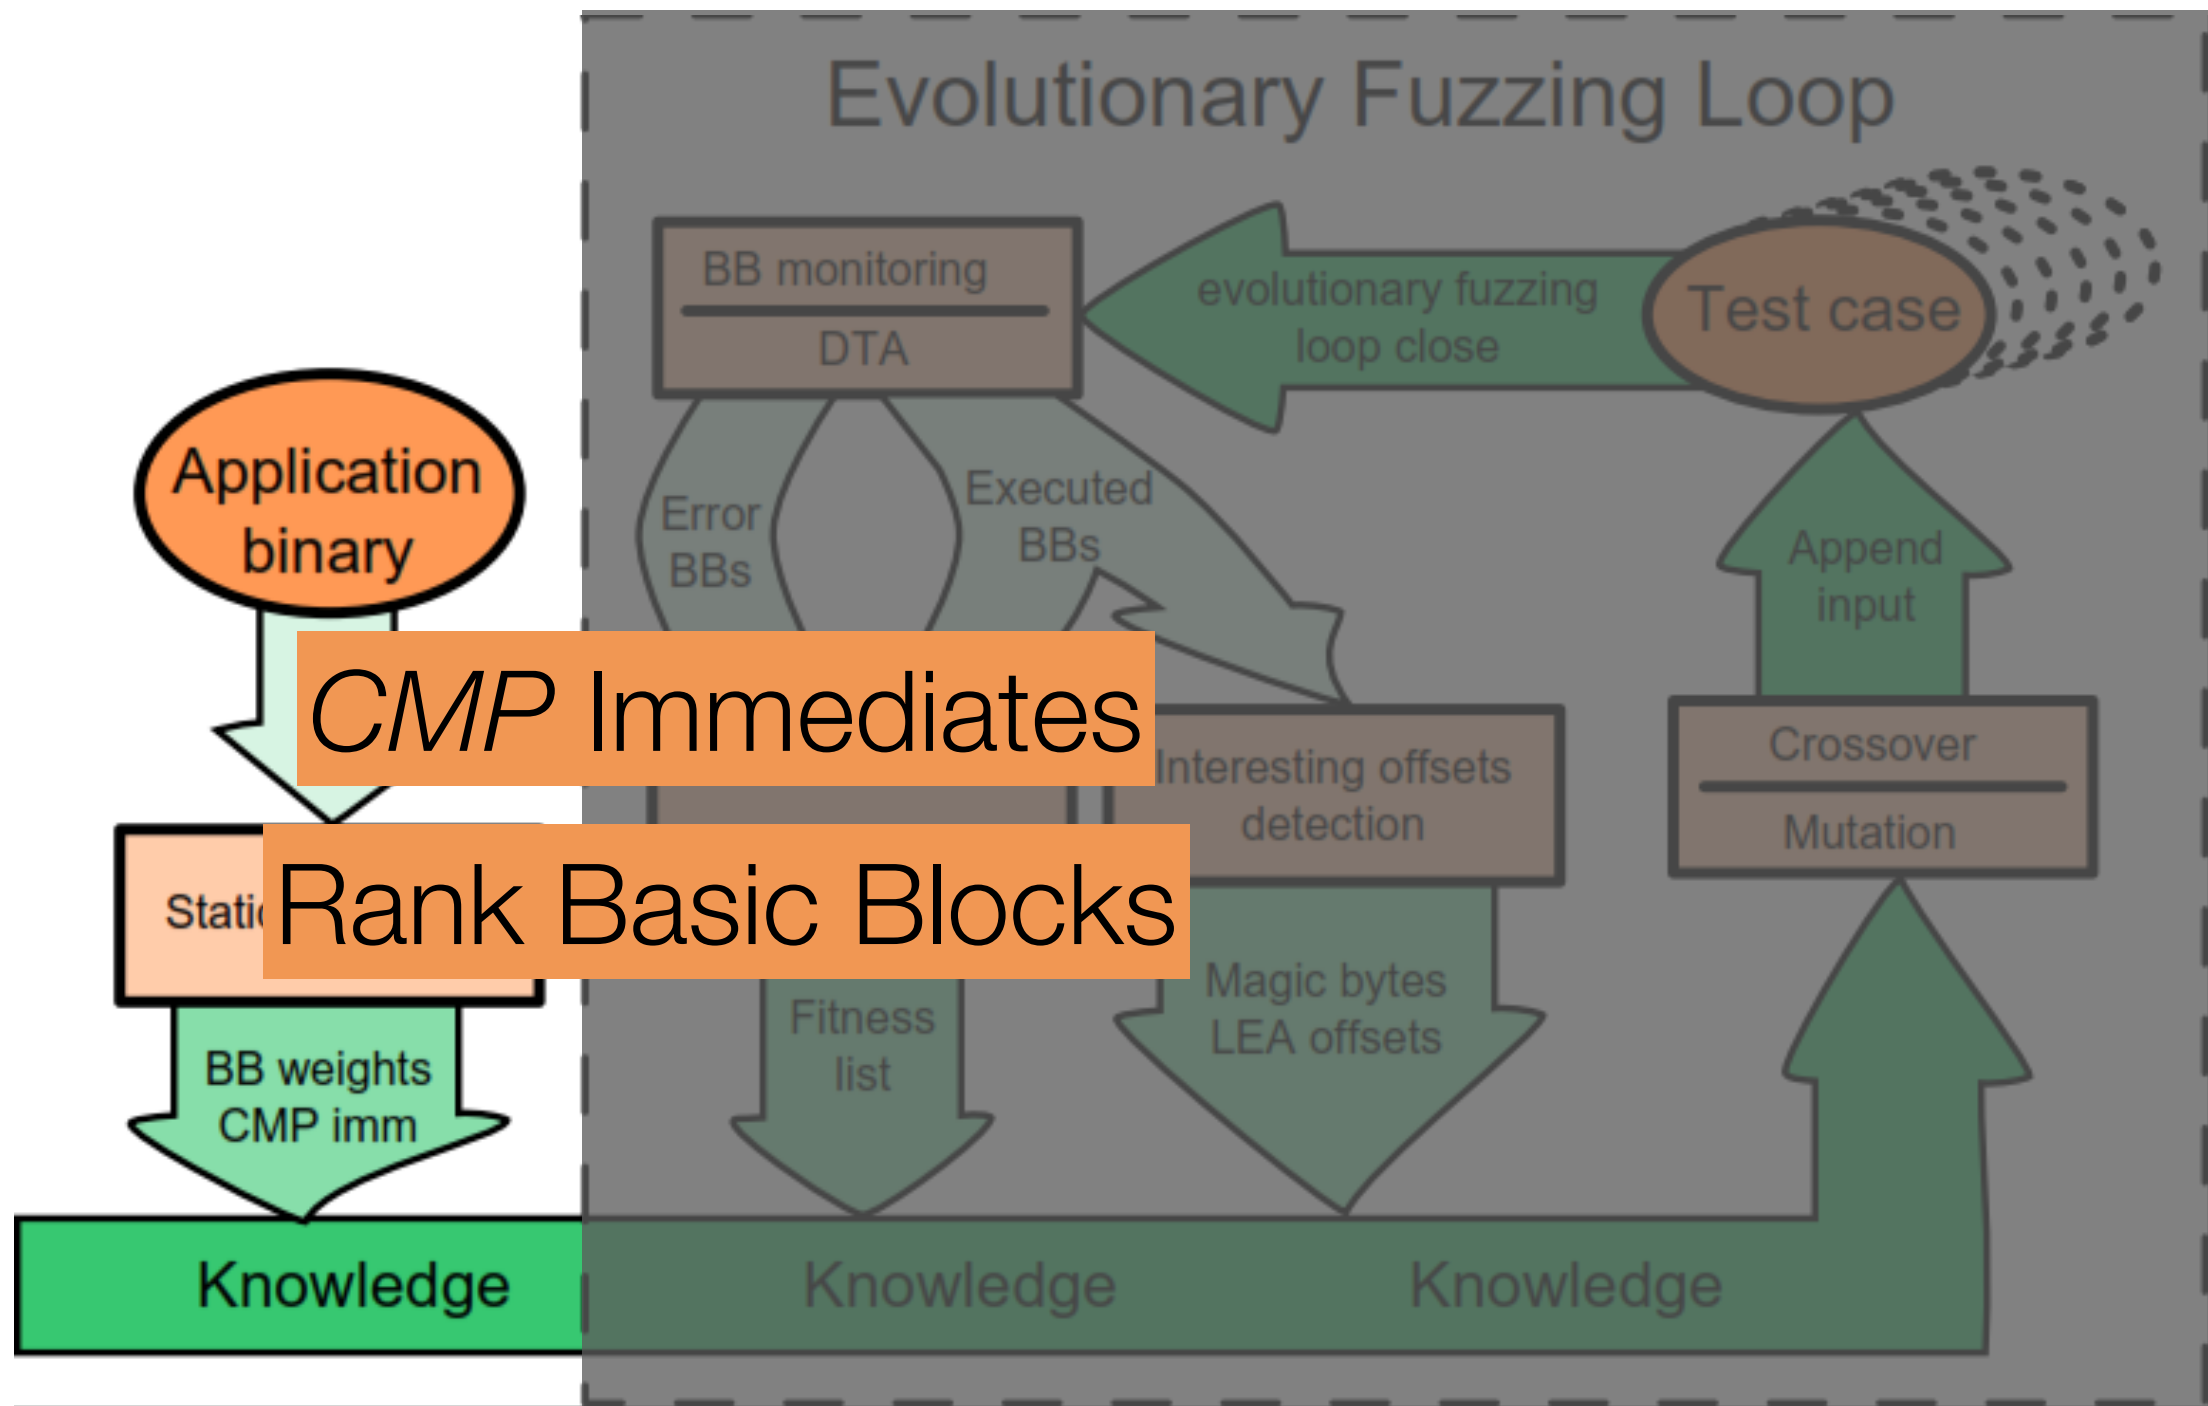 Evolutionary Fuzzing Loop
BB monitoring
DTA
evolutionary fuzzing
loop close
Test case
Application
binary
Error
BBs
Executed
BBs
Append
input
CMP Immediates
Interesting offsets
detection
Crossover
Mutation
Rank Basic Blocks
BB weights
CMP imm
Fitness
list
Magic bytes
LEA offsets
Knowledge
Knowledge
Knowledge